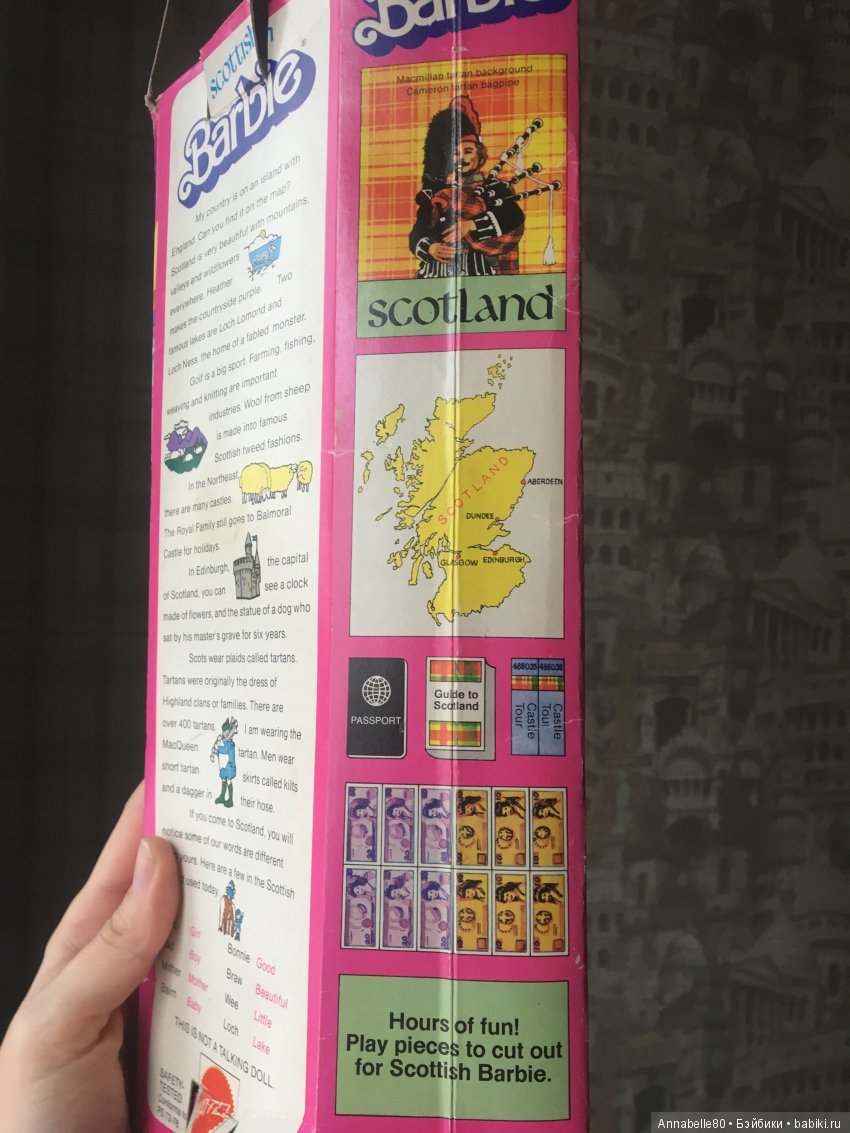 scottish
Barbie
®
My country is on an island with
England. Can you find it on the map?
Scotland is very beautiful with mountains,
valleys and wildflowers
everywhere. Heather
makes the countryside purple. Two
famous lakes are Loch Lomond and
Loch Ness, the home of a fabled monster.
Golf is a big sport. Farming, fishing,
weaving and knitting are important
industries. Wool from sheep
is made into famous
Scottish tweed fashions.
In the Northeast,
there are many castles.
The Royal Family still goes to Balmoral
Castle for holidays.
In Edinburgh, the capital
of Scotland, you can see a clock
made of flowers, and the statue of a dog who
sat by his master's grave for six years.
Scots wear plaids called tartans.
Tartans were originally the dress of
Highland clans or families. There are
over 400 tartans. I am wearing the
MacQueen tartan. Men wear
short tartan skirts called kilts
and a dagger in their hose.
If you come to Scotland, you will
notice some of our words are different
yours. Here are a few in the Scottish
used today.
Girl Bonnie Good
Boy Braw Beautiful
Mither Mother Wee Little
Bairn Baby Loch Lake
THIS IS NOT A TALKING DOLL.
SAFETY-
TESTED
Conforms to
PS 72-76
Barbie
Macmillan tartan background
Cameron tartan bagpipe
scotland
SCOTLAND
ABERDEEN
DUNDEE
GLASGOW EDINBURGH
PASSPORT
Guide to
Scotland
488035 488036
Castle Tour
Castle Tour
Hours of fun!
Play pieces to cut out
for Scottish Barbie.
Annabelle80 • Бэйбики • babiki.ru